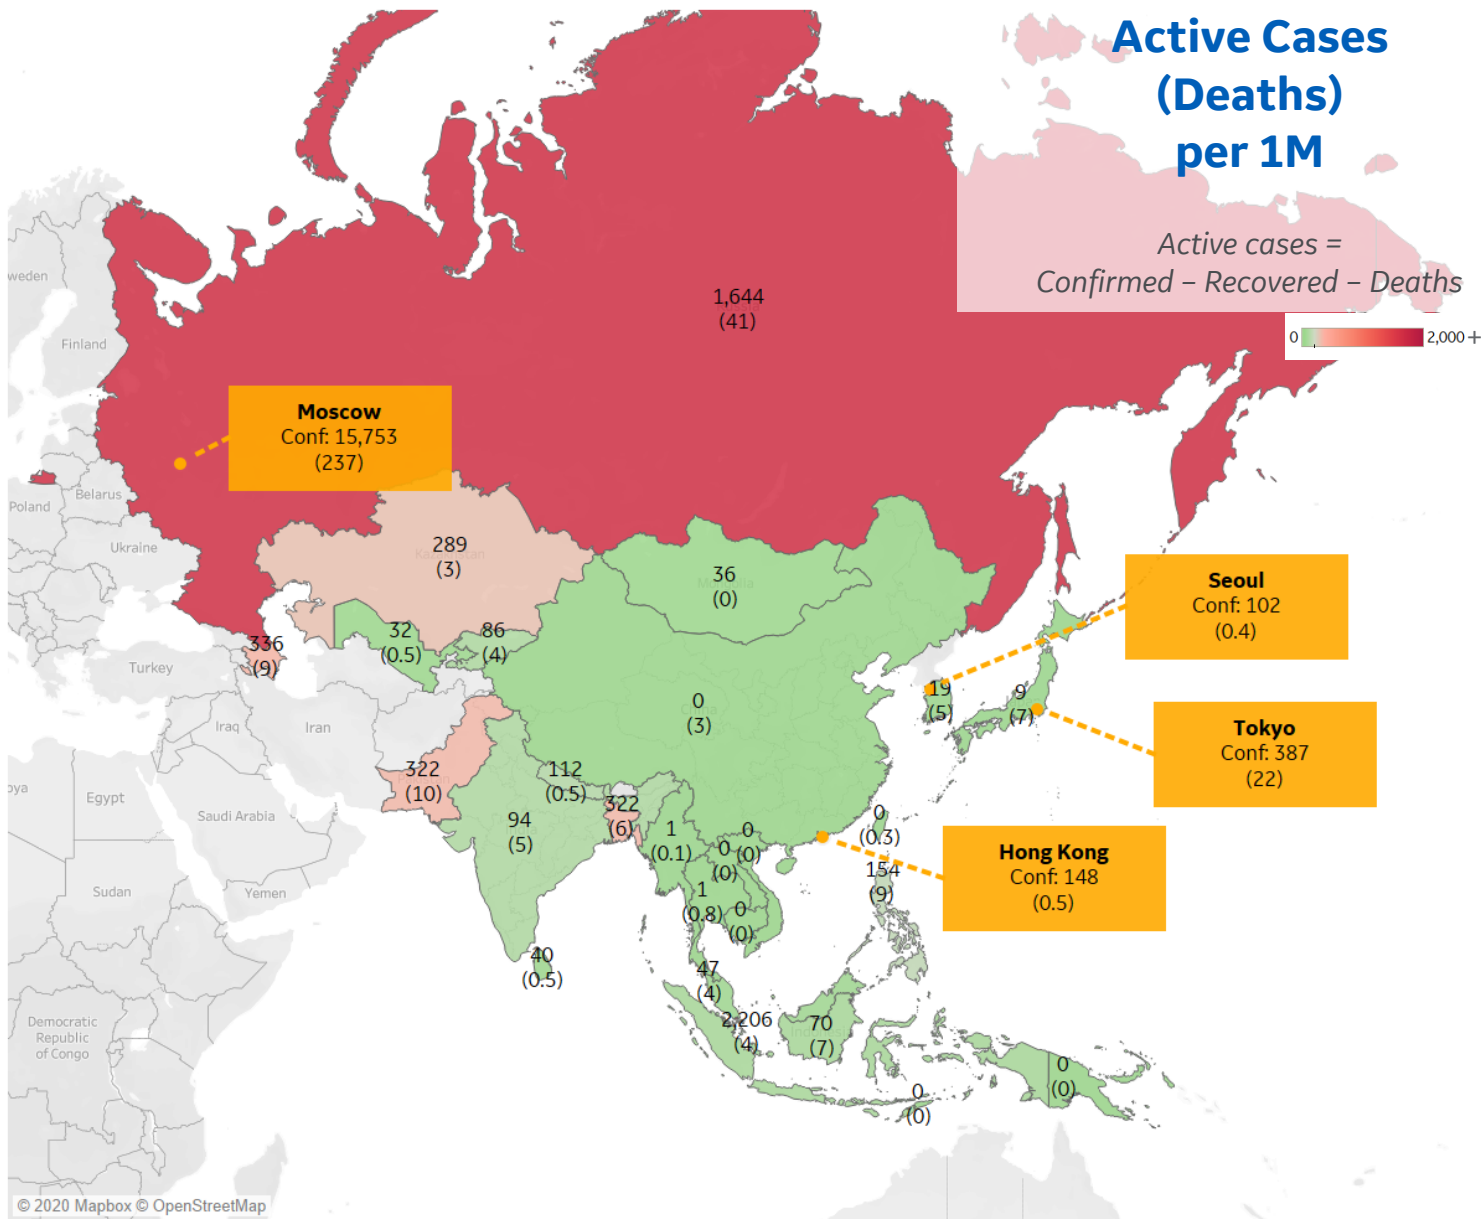 Active Cases
(Deaths)
per 1M
Active cases =
Confirmed – Recovered – Deaths
0
2,000 +
1,644
(41)
weden
Finland
Moscow
Conf: 15,753
(237)
Belarus
Poland
Ukraine
289
(3)
Kazakhstan
36
(0)
Seoul
Conf: 102
(0.4)
336
(9)
32
(0.5)
86
(4)
Turkey
19
(5)
9
(7)
0
(3)
Iraq
Iran
Tokyo
Conf: 387
(22)
322
(10)
112
(0.5)
322
(6)
oya
Egypt
Saudi Arabia
94
(5)
1
(0.1)
0
(0)
0
(0)
0
(0.3)
Hong Kong
Conf: 148
(0.5)
154
(9)
Sudan
Yemen
1
(0.8)
0
(0)
40
(0.5)
47
(4)
2,206
(4)
70
(7)
Democratic
Republic
of Congo
0
(0)
0
(0)
© 2020 Mapbox © OpenStreetMap